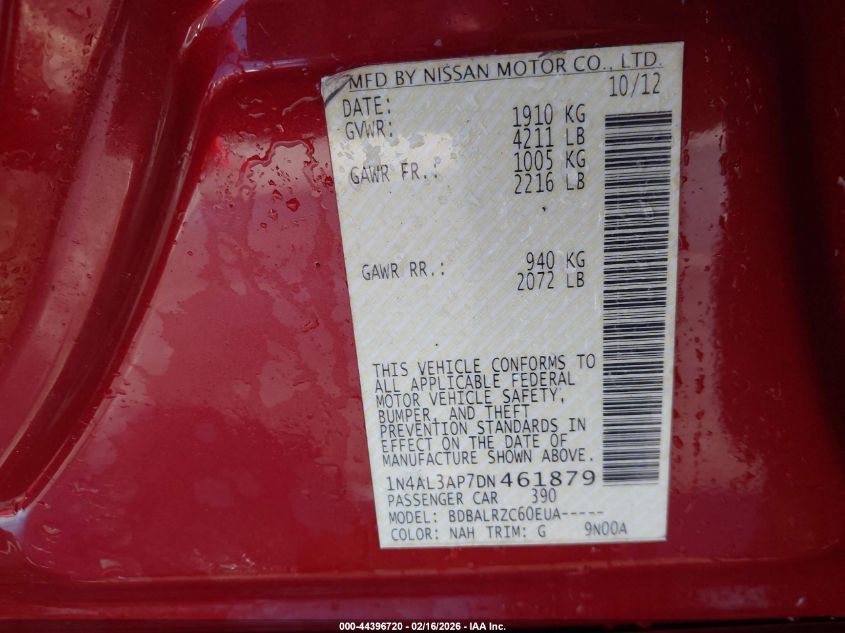 MFD BY NISSAN MOTOR CO., LTD.
DATE: 10/12
GVWR: 1910 KG
4211 LB
GAWR FR.: 1005 KG
2216 LB
GAWR RR.: 940 KG
2072 LB
THIS VEHICLE CONFORMS TO
ALL APPLICABLE FEDERAL
MOTOR VEHICLE SAFETY,
BUMPER, AND THEFT
PREVENTION STANDARDS IN
EFFECT ON THE DATE OF
MANUFACTURE SHOWN ABOVE.
1N4AL3AP7DN461879
PASSENGER CAR 390
MODEL: BDBALRZC60EUA-----
COLOR: NAH TRIM: G 9N00A
000-44396720 - 02/16/2026 - IAA Inc.